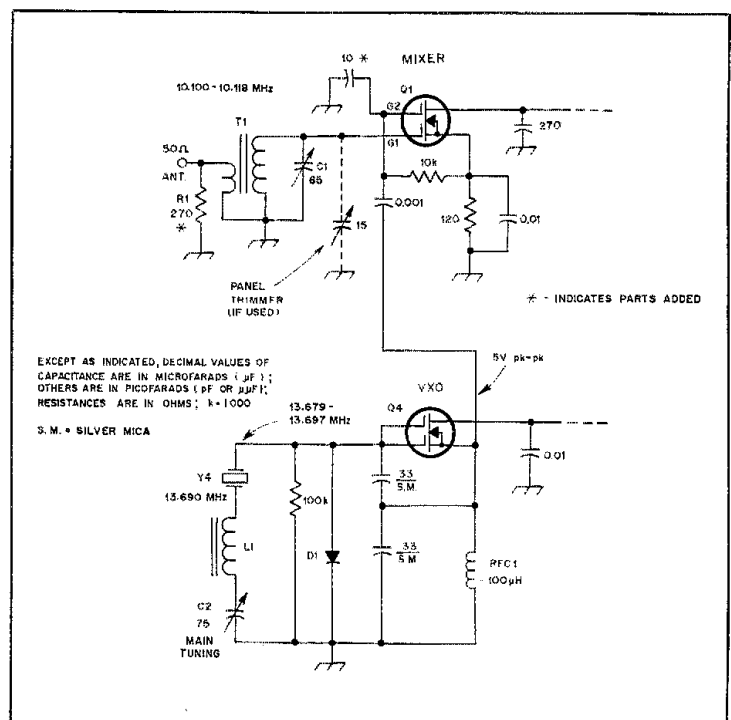 10.100-10.118 MHz
10 *
MIXER
Q1
G2
G1
T1
50Ω
ANT.
R1
270
*
C1
65
10k
270
0.001
120
0.01
15
PANEL
TRIMMER
(IF USED)
* - INDICATES PARTS ADDED
EXCEPT AS INDICATED, DECIMAL VALUES OF
CAPACITANCE ARE IN MICROFARADS (µF);
OTHERS ARE IN PICOFARADS (pF OR µµF);
RESISTANCES ARE IN OHMS; k=1000
S.M. = SILVER MICA
5V pk-pk
VXO
Q4
13.679-
13.697 MHz
0.01
Y4
13.690 MHz
100k
33
S.M.
D1
33
S.M
L1
RFC1
100µH
C2
75
MAIN
TUNING